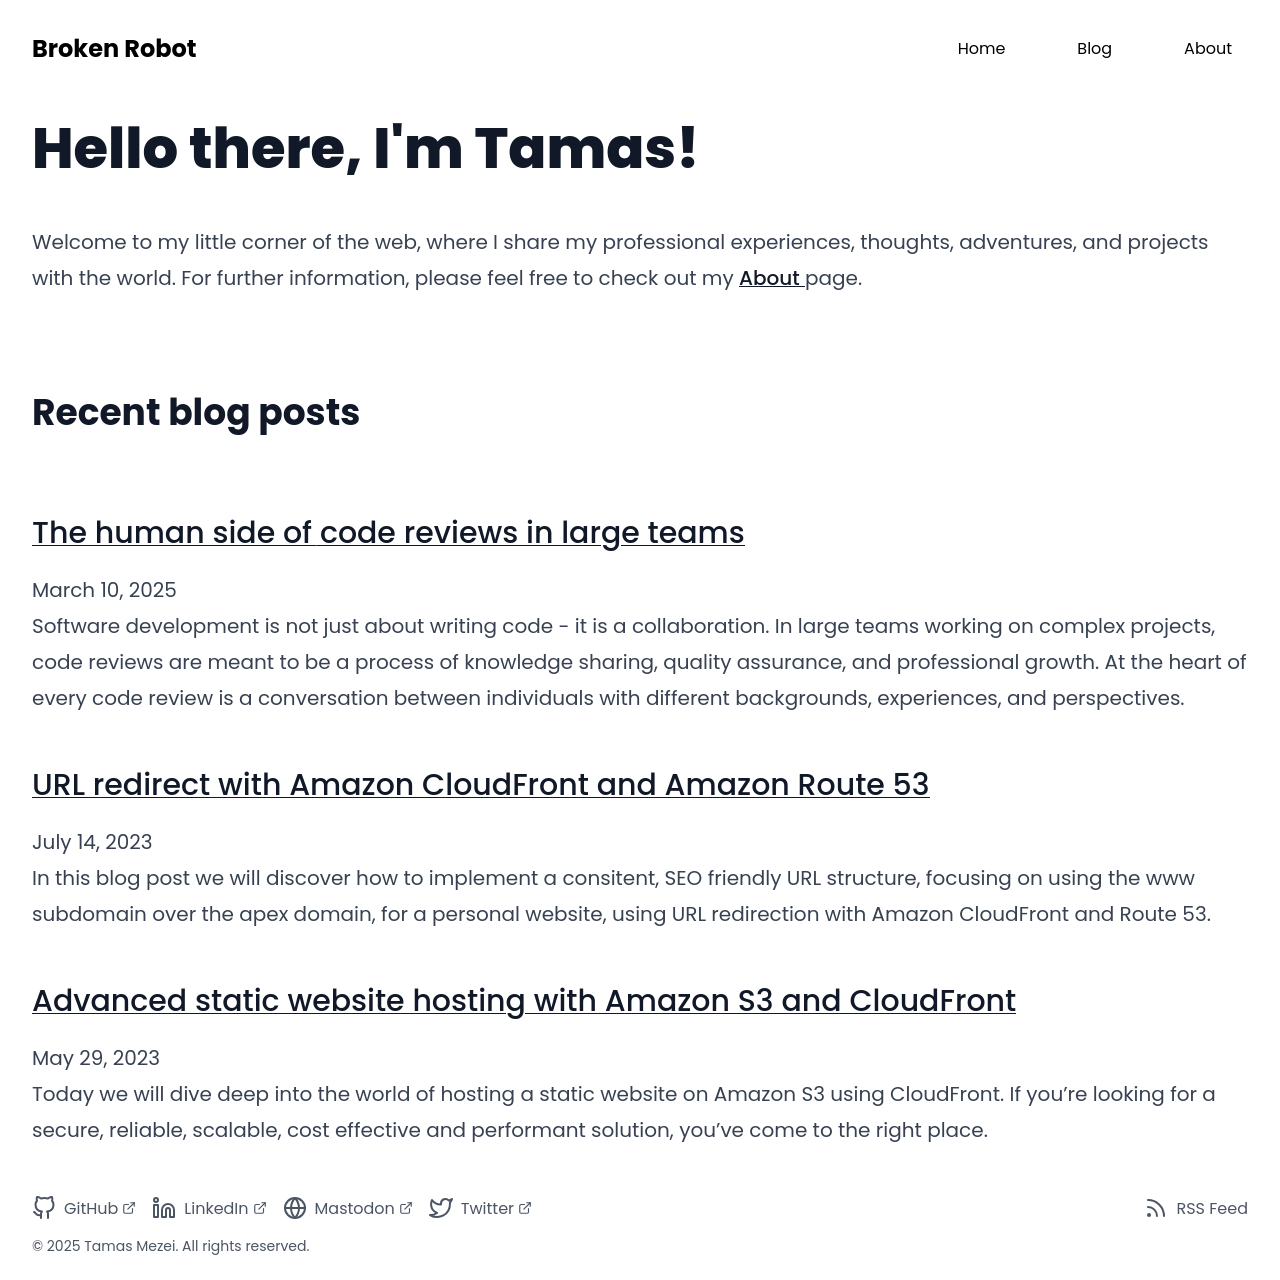 Broken Robot
Home
Blog
About
Hello there, I'm Tamas!
Welcome to my little corner of the web, where I share my professional experiences, thoughts, adventures, and projects
with the world. For further information, please feel free to check out my About page.
Recent blog posts
The human side of code reviews in large teams
March 10, 2025
Software development is not just about writing code - it is a collaboration. In large teams working on complex projects,
code reviews are meant to be a process of knowledge sharing, quality assurance, and professional growth. At the heart of
every code review is a conversation between individuals with different backgrounds, experiences, and perspectives.
URL redirect with Amazon CloudFront and Amazon Route 53
July 14, 2023
In this blog post we will discover how to implement a consitent, SEO friendly URL structure, focusing on using the www
subdomain over the apex domain, for a personal website, using URL redirection with Amazon CloudFront and Route 53.
Advanced static website hosting with Amazon S3 and CloudFront
May 29, 2023
Today we will dive deep into the world of hosting a static website on Amazon S3 using CloudFront. If you’re looking for a
secure, reliable, scalable, cost effective and performant solution, you’ve come to the right place.
GitHub
LinkedIn
Mastodon
Twitter
RSS Feed
© 2025 Tamas Mezei. All rights reserved.